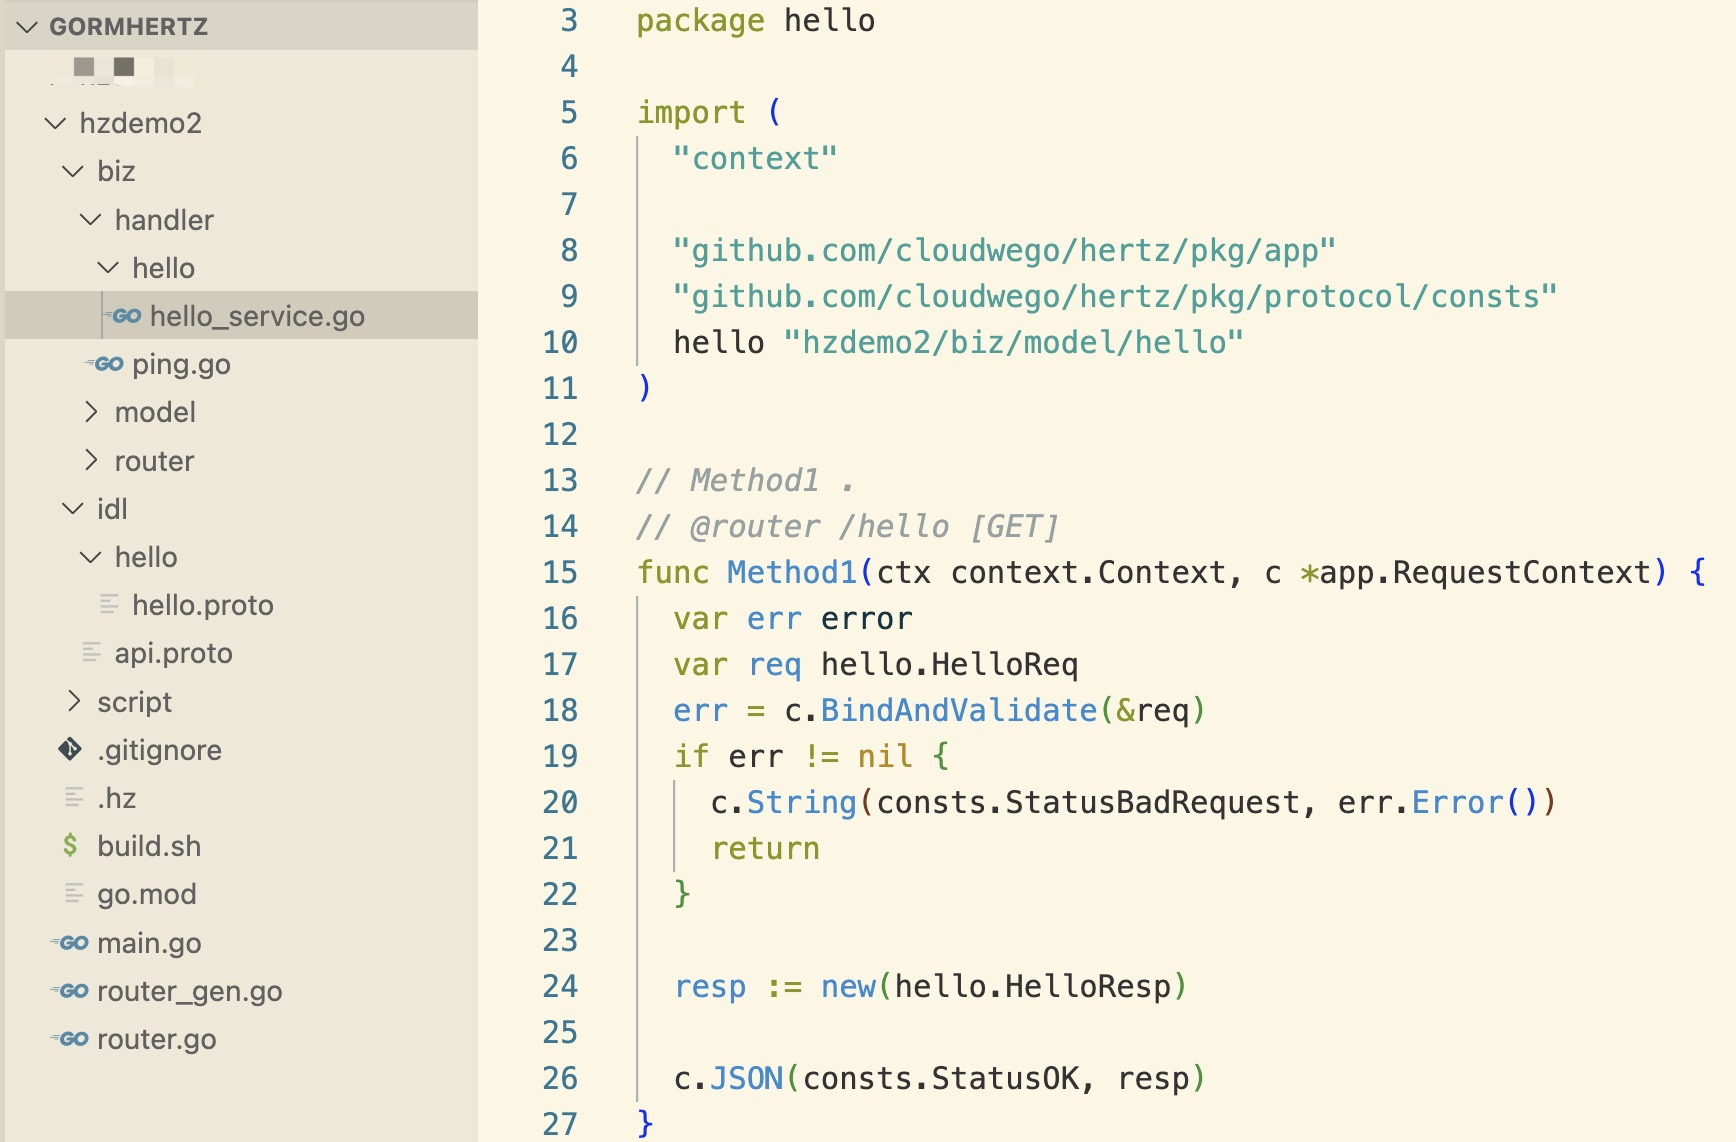 GORMHERTZ
hzdemo2
biz
handler
hello
GO hello_service.go
GO ping.go
model
router
idl
hello
hello.proto
api.proto
script
.gitignore
.hz
$ build.sh
go.mod
GO main.go
GO router_gen.go
GO router.go
3 package hello
4
5 import (
6 "context"
7
8 "github.com/cloudwego/hertz/pkg/app"
9 "github.com/cloudwego/hertz/pkg/protocol/consts"
10 hello "hzdemo2/biz/model/hello"
11 )
12
13 // Method1 .
14 // @router /hello [GET]
15 func Method1(ctx context.Context, c *app.RequestContext) {
16 var err error
17 var req hello.HelloReq
18 err = c.BindAndValidate(&req)
19 if err != nil {
20 c.String(consts.StatusBadRequest, err.Error())
21 return
22 }
23
24 resp := new(hello.HelloResp)
25
26 c.JSON(consts.StatusOK, resp)
27 }